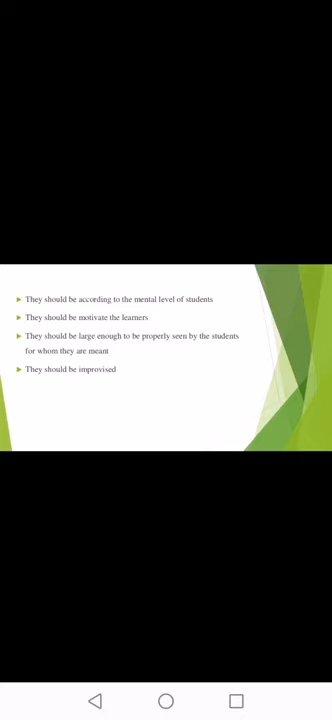 They should be according to the mental level of students
They should be motivate the learners
They should be large enough to be properly seen by the students
for whom they are meant
They should be improvised